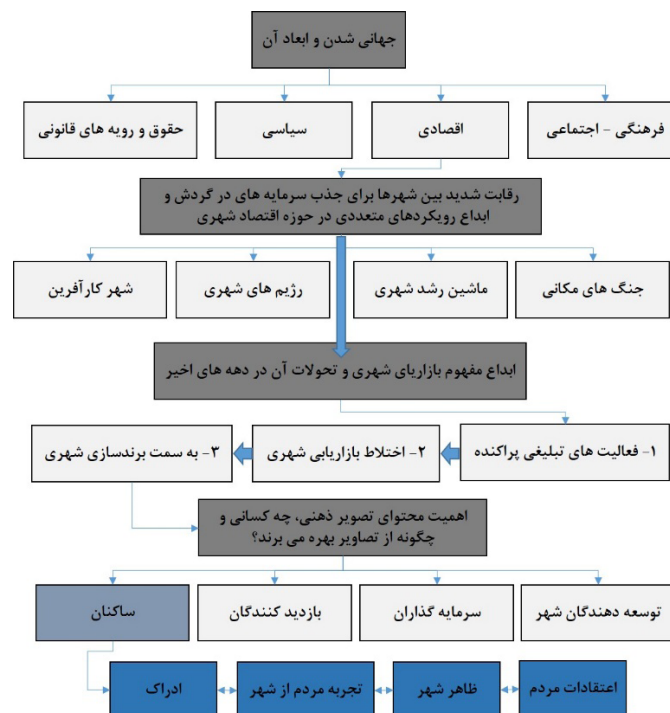 جهانی شدن و ابعاد آن
فرهنگی - اجتماعی
اقتصادی
سیاسی
حقوق و رویه های قانونی
رقابت شدید بین شهرها برای جذب سرمایه های در گردش و
ابداع رویکردهای متعددی در حوزه اقتصاد شهری
جنگ های مکانی
ماشین رشد شهری
رژیم های شهری
شهر کارآفرین
ابداع مفهوم بازاریای شهری و تحولات آن در دهه های اخیر
۱- فعالیت های تبلیغی پراکنده
۲- اختلاط بازاریابی شهری
۳- به سمت برندسازی شهری
اهمیت محتوای تصویر ذهنی، چه کسانی و
چگونه از تصاویر بهره می برند؟
توسعه دهندگان شهر
سرمایه گذاران
بازدید کنندگان
ساکنان
اعتقادات مردم
ظاهر شهر
تجربه مردم از شهر
ادراک